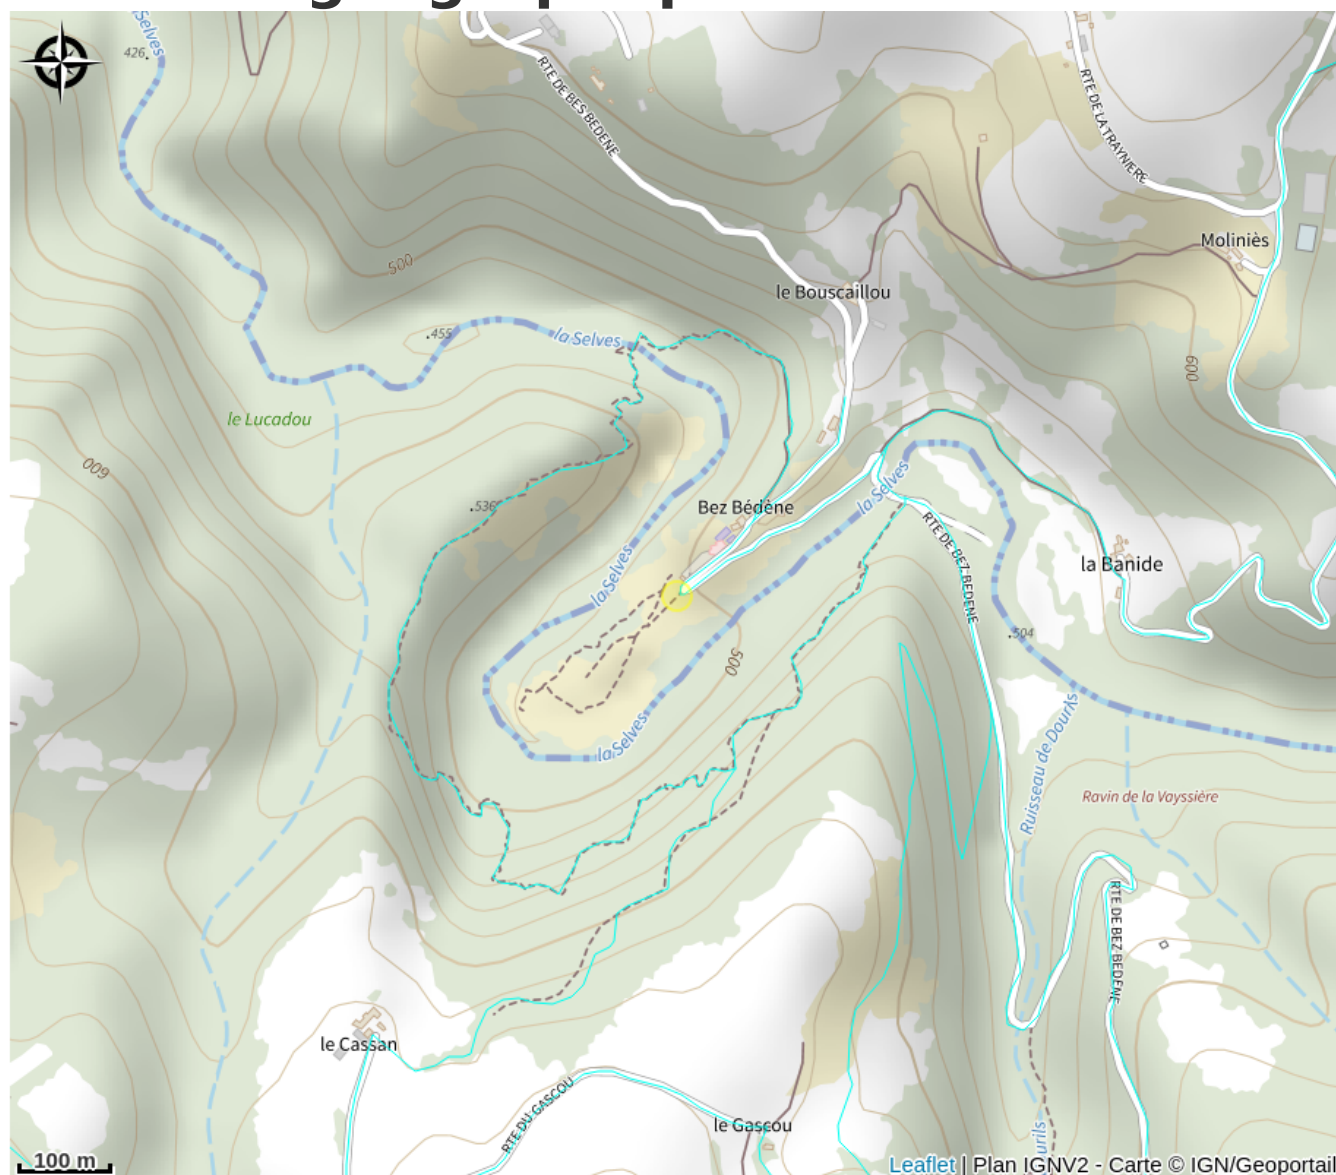 Selves
426.
RTE DE BES BEDENE
RTE DE LA TRAYNIERE
Moliniès
500
le Bouscaillou
.455
la Selves
600
le Lucadou
600
.536
Bez Bédène
la Selves
RTE DE BEZ-BEDENE
la Banide
la Selves
.504
500
la Selves
Ruisseau de Dourks
Ravin de la Vayssière
RTE DE BEZ BEDENE
le Cassan
RTE DU GASCOU
le Gascou
urils
100 m
Leaflet | Plan IGNV2 - Carte © IGN/Geoportail